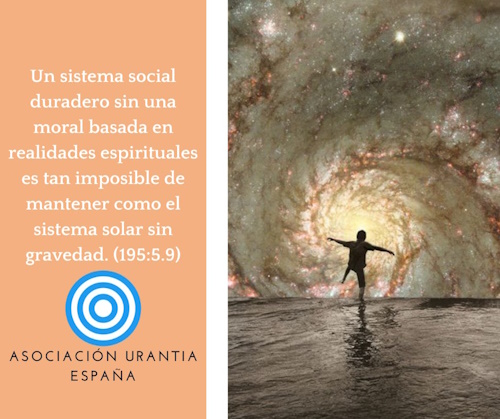 Un sistema social
duradero sin una
moral basada en
realidades espirituales
es tan imposible de
mantener como el
sistema solar sin
gravedad. (195:5.9)
ASOCIACIÓN URANTIA
ESPAÑA